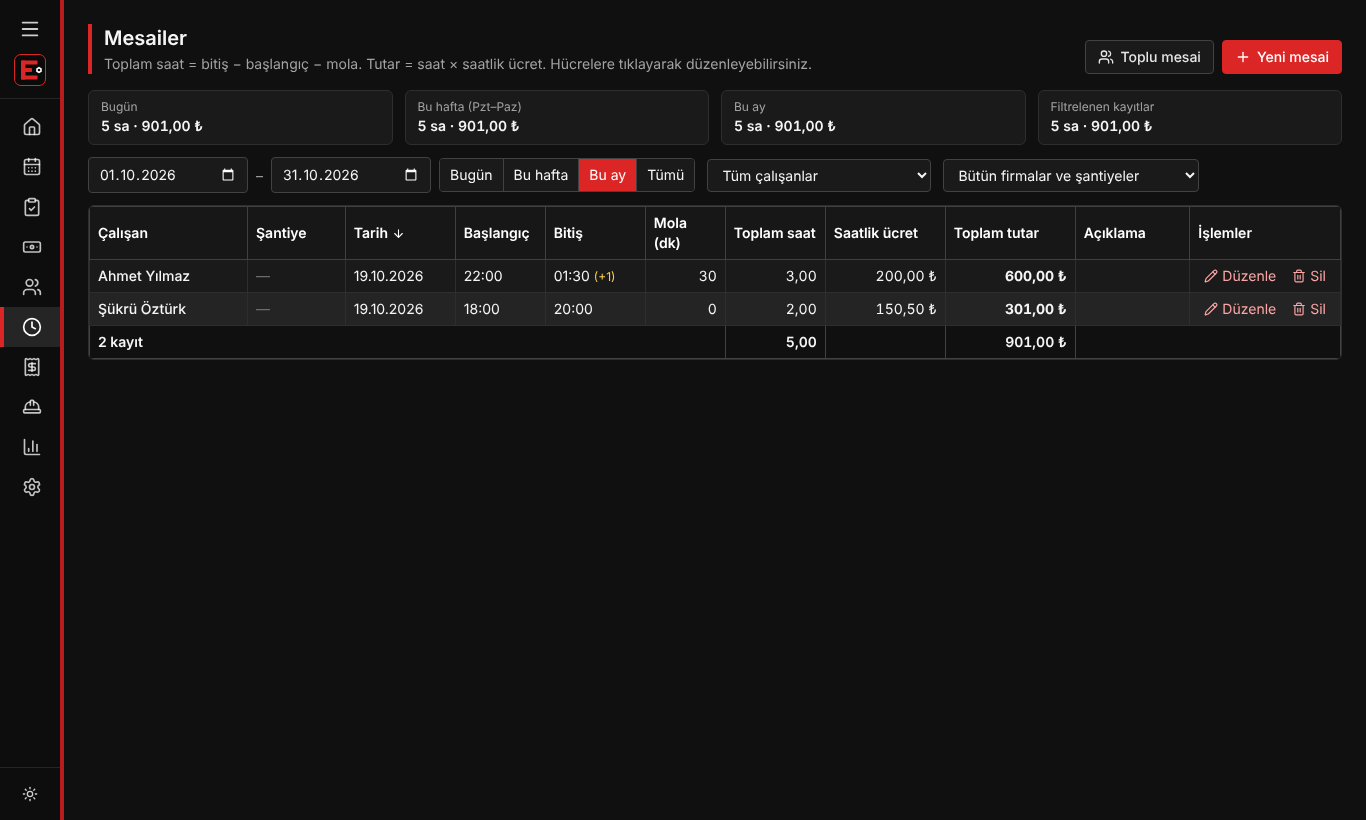 Mesailer
Toplam saat = bitiş − başlangıç − mola. Tutar = saat × saatlik ücret. Hücrelere tıklayarak düzenleyebilirsiniz.
Toplu mesai
Yeni mesai
E
Bugün
5 sa · 901,00 ₺
Bu hafta (Pzt–Paz)
5 sa · 901,00 ₺
Bu ay
5 sa · 901,00 ₺
Filtrelenen kayıtlar
5 sa · 901,00 ₺
01.10.2026 – 31.10.2026 Bugün Bu hafta Bu ay Tümü Tüm çalışanlar Bütün firmalar ve şantiyeler
Çalışan Şantiye Tarih ↓ Başlangıç Bitiş Mola (dk) Toplam saat Saatlik ücret Toplam tutar Açıklama İşlemler
Ahmet Yılmaz — 19.10.2026 22:00 01:30 (+1) 30 3,00 200,00 ₺ 600,00 ₺ Düzenle Sil
Şükrü Öztürk — 19.10.2026 18:00 20:00 0 2,00 150,50 ₺ 301,00 ₺ Düzenle Sil
2 kayıt 5,00 901,00 ₺